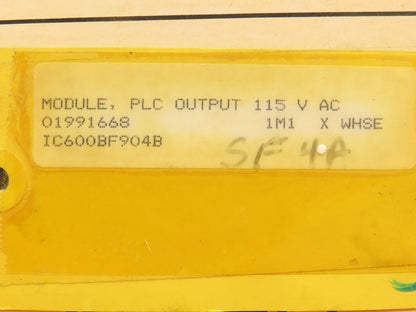 MODULE, PLC OUTPUT 115 V AC
01991668 1M1 X WHSE
IC600BF904B
SF 4A